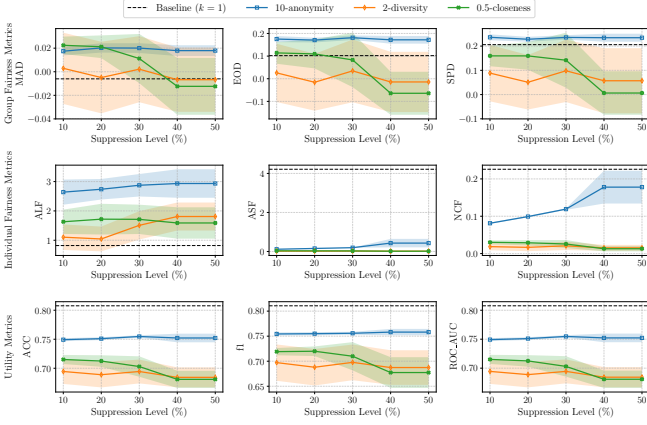 Baseline (k = 1) 10-anonymity 2-diversity 0.5-closeness
Group Fairness Metrics
MAD
0.02
0.00
−0.02
−0.04
10 20 30 40 50
Suppression Level (%)
EOD
0.2
0.1
0.0
−0.1
10 20 30 40 50
Suppression Level (%)
SPD
0.2
0.1
0.0
−0.1
10 20 30 40 50
Suppression Level (%)
Individual Fairness Metrics
ALF
3
2
1
10 20 30 40 50
Suppression Level (%)
ASF
4
2
0
10 20 30 40 50
Suppression Level (%)
NCF
0.2
0.1
0.0
10 20 30 40 50
Suppression Level (%)
Utility Metrics
ACC
0.80
0.75
0.70
10 20 30 40 50
Suppression Level (%)
f1
0.80
0.75
0.70
0.65
10 20 30 40 50
Suppression Level (%)
ROC_AUC
0.80
0.75
0.70
10 20 30 40 50
Suppression Level (%)